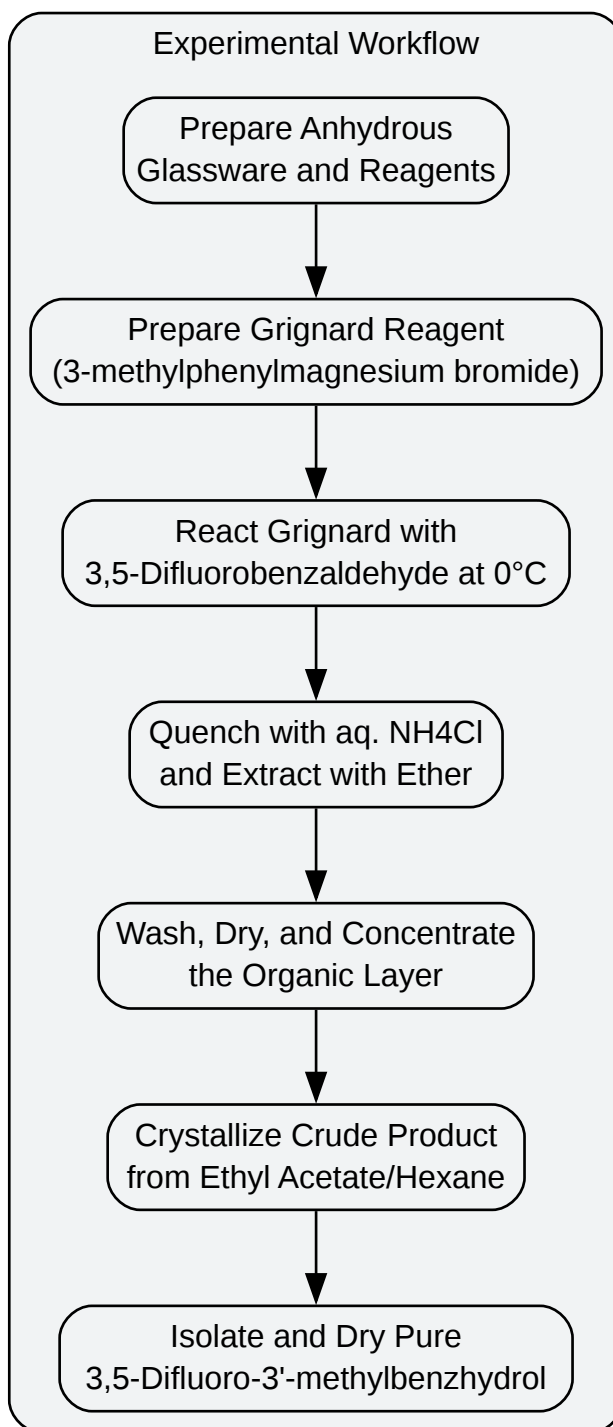 Experimental Workflow
Prepare Anhydrous
Glassware and Reagents
Prepare Grignard Reagent
(3-methylphenylmagnesium bromide)
React Grignard with
3,5-Difluorobenzaldehyde at 0°C
Quench with aq. NH4Cl
and Extract with Ether
Wash, Dry, and Concentrate
the Organic Layer
Crystallize Crude Product
from Ethyl Acetate/Hexane
Isolate and Dry Pure
3,5-Difluoro-3'-methylbenzhydrol